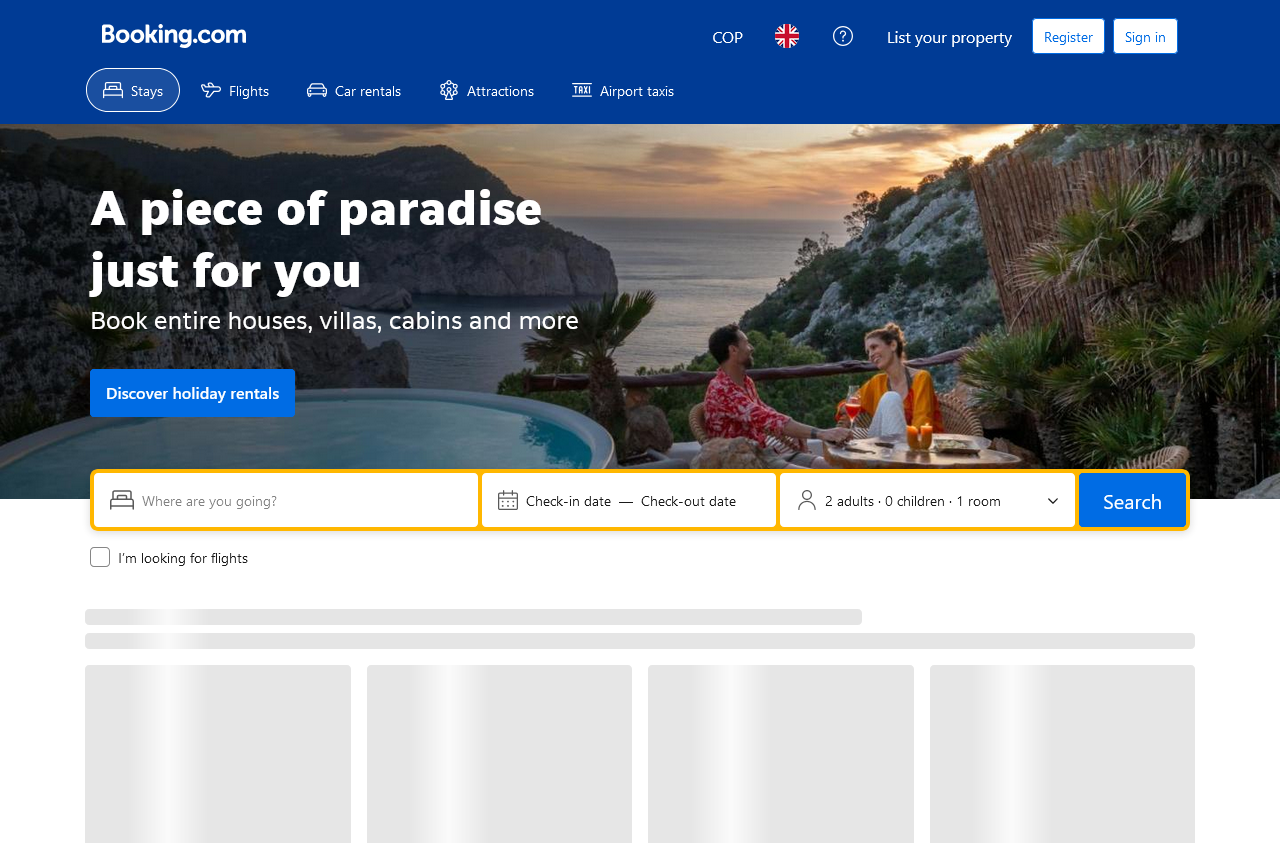 Booking.com
COP
List your property
Register
Sign in
Stays
Flights
Car rentals
Attractions
TAXI
Airport taxis
A piece of paradise
just for you
Book entire houses, villas, cabins and more
Discover holiday rentals
Where are you going?
Check-in date — Check-out date
2 adults · 0 children · 1 room
Search
I'm looking for flights